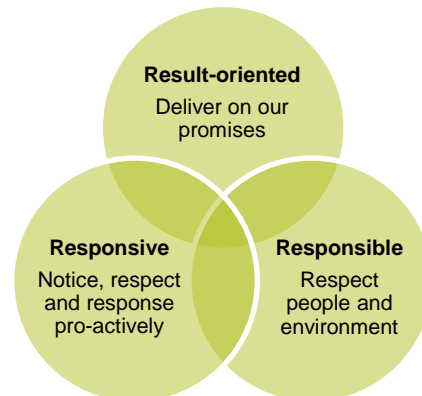 Result-oriented
Deliver on our
promises
Responsive
Notice, respect
and response
pro-actively
Responsible
Respect
people and
environment